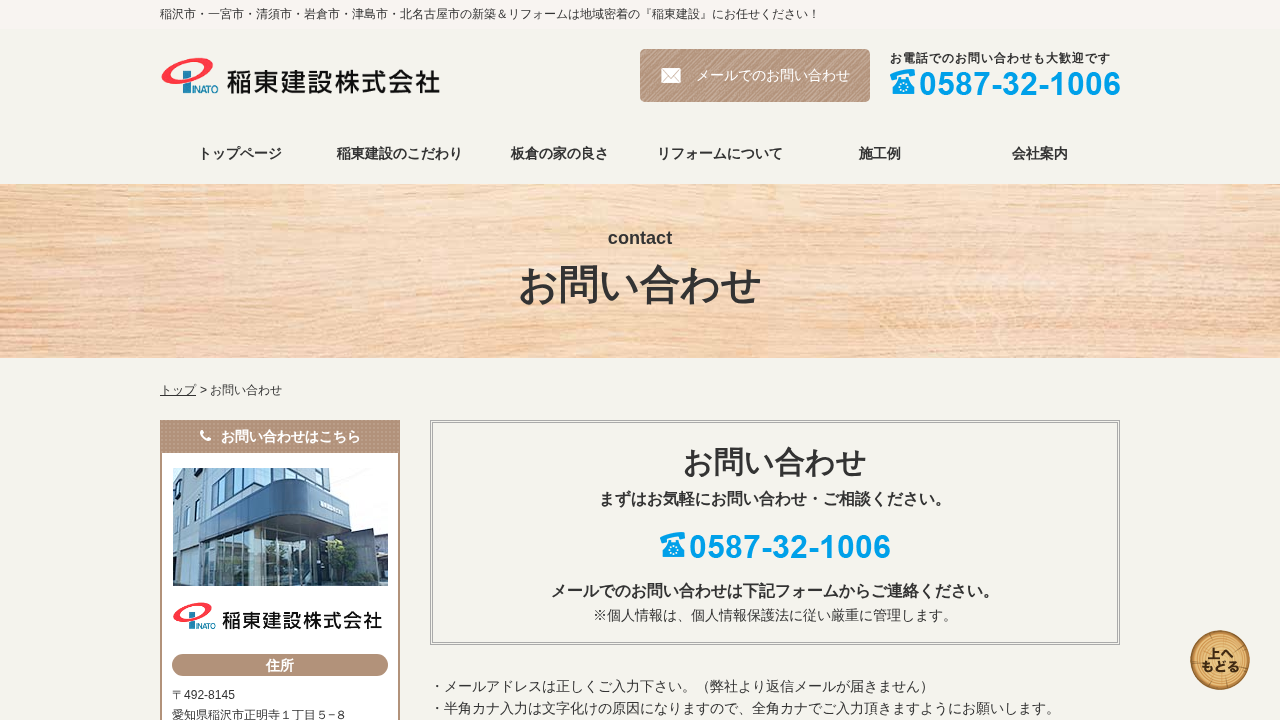 稲沢市・一宮市・清須市・岩倉市・津島市・北名古屋市の新築＆リフォームは地域密着の『稲東建設』にお任せください！
INATO 稲東建設株式会社
メールでのお問い合わせ
お電話でのお問い合わせも大歓迎です
0587-32-1006
トップページ 稲東建設のこだわり 板倉の家の良さ リフォームについて 施工例 会社案内
contact
お問い合わせ
トップ > お問い合わせ
お問い合わせはこちら
INATO 稲東建設株式会社
住所
〒492-8145
愛知県稲沢市正明寺１丁目５−８
お問い合わせ
まずはお気軽にお問い合わせ・ご相談ください。
0587-32-1006
メールでのお問い合わせは下記フォームからご連絡ください。
※個人情報は、個人情報保護法に従い厳重に管理します。
・メールアドレスは正しくご入力下さい。（弊社より返信メールが届きません）
・半角カナ入力は文字化けの原因になりますので、全角カナでご入力頂きますようにお願いします。
上へ
もどる